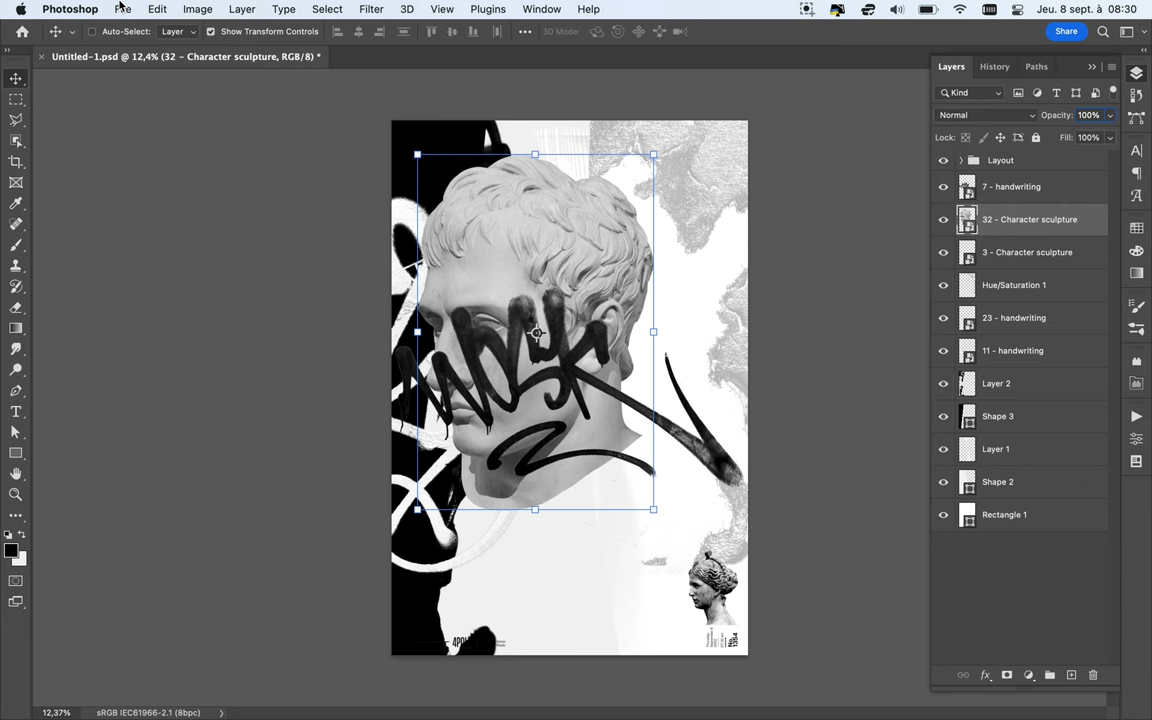 Photoshop File Edit Image Layer Type Select Filter 3D View Plugins Window Help Jeu. 8 sept. à 08:30
Auto-Select: Layer Show Transform Controls 3D Mode: Share
Untitled-1.psd @ 12,4% (32 - Character sculpture, RGB/8) *
Layers History Paths
Kind
Normal Opacity: 100%
Lock: Fill: 100%
Layout
7 - handwriting
32 - Character sculpture
3 - Character sculpture
Hue/Saturation 1
23 - handwriting
11 - handwriting
Layer 2
Shape 3
Layer 1
Shape 2
Rectangle 1
No. 1354
12,37% sRGB IEC61966-2.1 (8bpc)